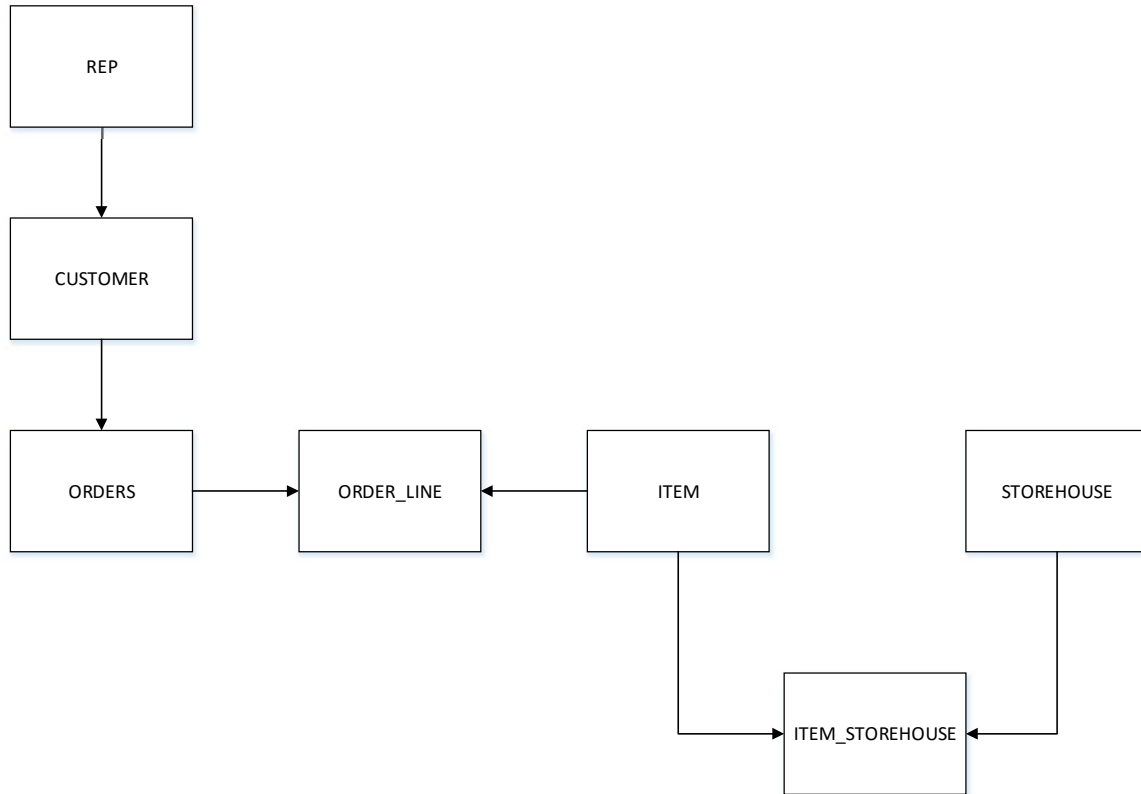 REP
CUSTOMER
ORDERS
ORDER_LINE
ITEM
STOREHOUSE
ITEM_STOREHOUSE